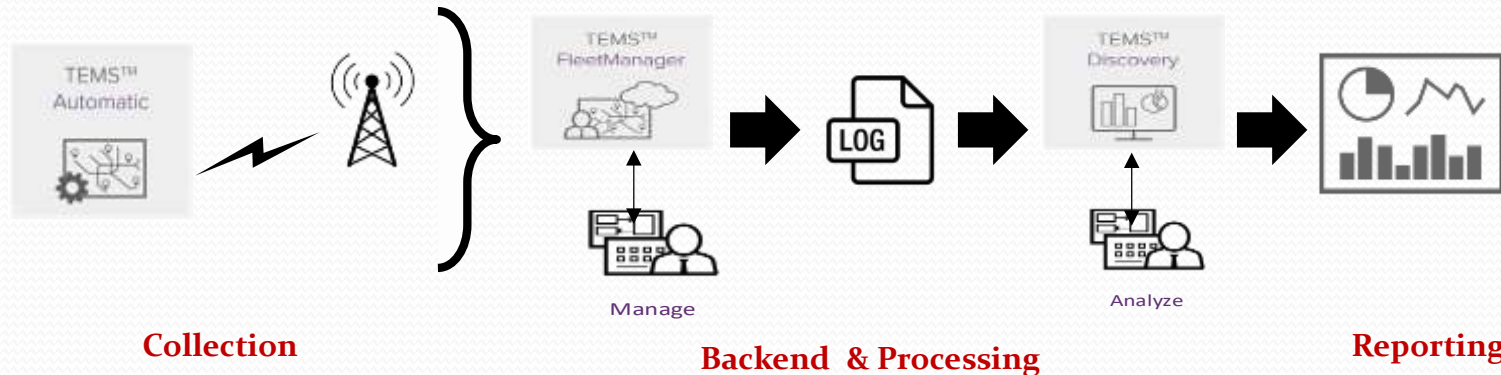 TEMS™
Automatic
TEMS™
FleetManager
LOG
TEMS™
Discovery
Manage
Analyze
Collection
Backend & Processing
Reporting